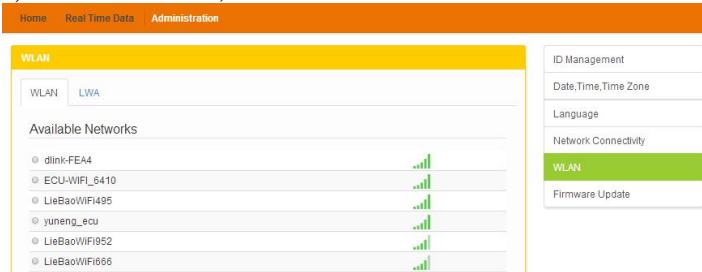 Home Real Time Data Administration
WLAN
WLAN LWA
Available Networks
dlink-FEA4
ECU-WIFI_6410
LieBaoWiFi495
yuneng_ecu
LieBaoWiFi952
LieBaoWiFi666
ID Management
Date,Time,Time Zone
Language
Network Connectivity
WLAN
Firmware Update